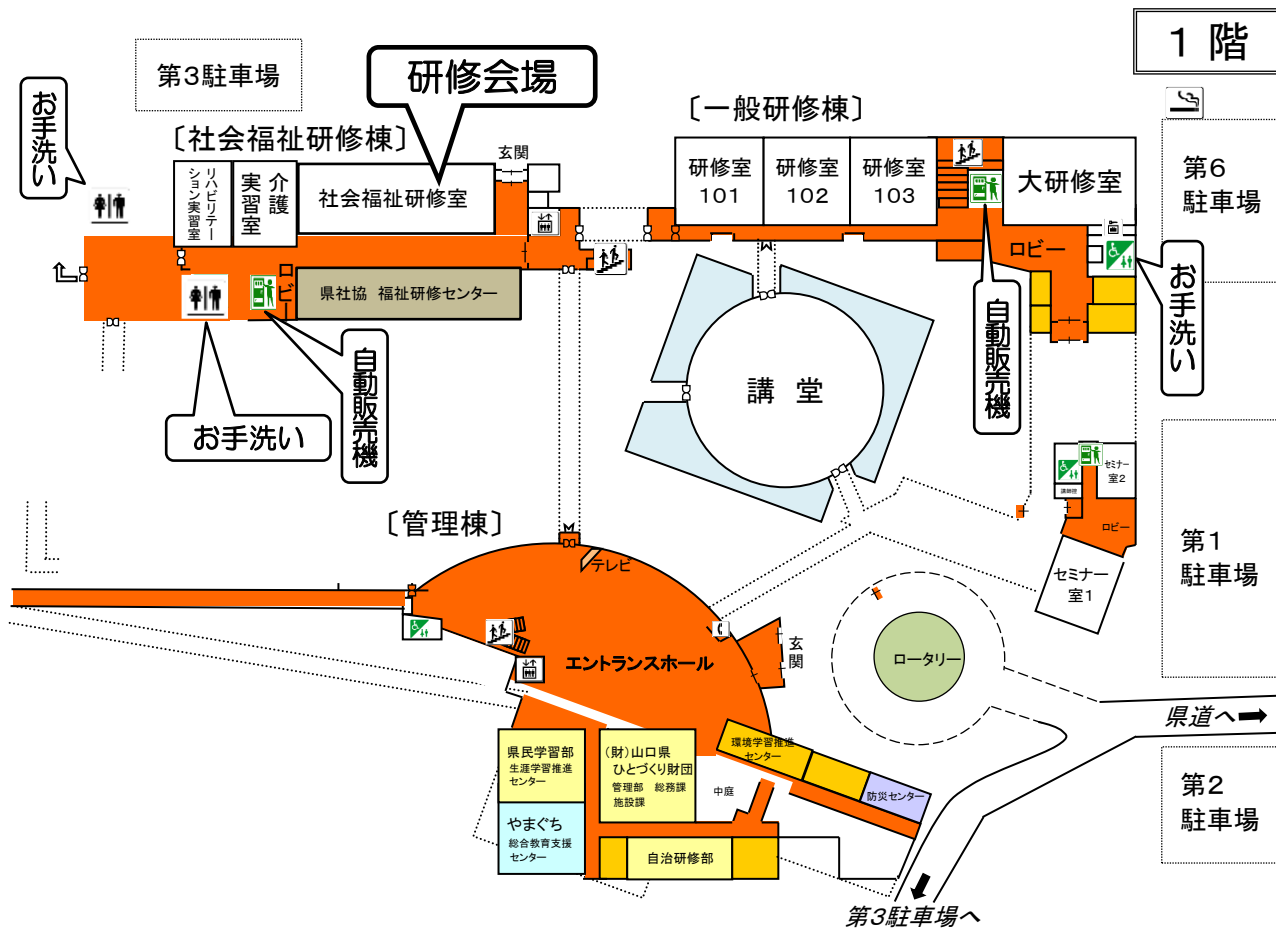 1 階
第3駐車場
研修会場
お手洗い
〔社会福祉研修棟〕
〔一般研修棟〕
玄関
リハビリテー
ション実習室
介護
実習室
社会福祉研修室
研修室
101
研修室
102
研修室
103
大研修室
第6
駐車場
ロビー
ロビー
県社協 福祉研修センター
お手洗い
自動販売機
お手洗い
自動販売機
講 堂
セミナー
室2
講師控
ロビー
セミナー
室1
第1
駐車場
〔管理棟〕
テレビ
エントランスホール
玄関
ロータリー
県道へ
県民学習部
生涯学習推進
センター
(財)山口県
ひとづくり財団
管理部 総務課
施設課
環境学習推進
センター
中庭
防災センター
第2
駐車場
やまぐち
総合教育支援
センター
自治研修部
第3駐車場へ